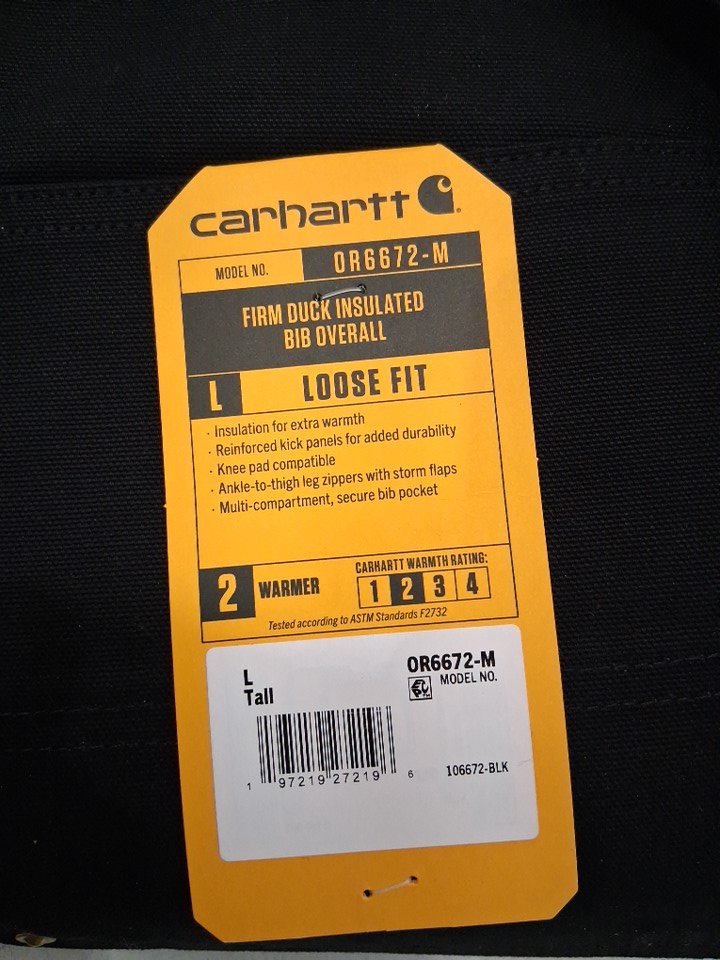 carhartt
MODEL NO. OR6672-M
FIRM DUCK INSULATED
BIB OVERALL
L LOOSE FIT
· Insulation for extra warmth
· Reinforced kick panels for added durability
· Knee pad compatible
· Ankle-to-thigh leg zippers with storm flaps
· Multi-compartment, secure bib pocket
2 WARMER
CARHARTT WARMTH RATING:
1 2 3 4
Tested according to ASTM Standards F2732
L
Tall
OR6672-M
MODEL NO.
1 97219 27219 6
106672-BLK